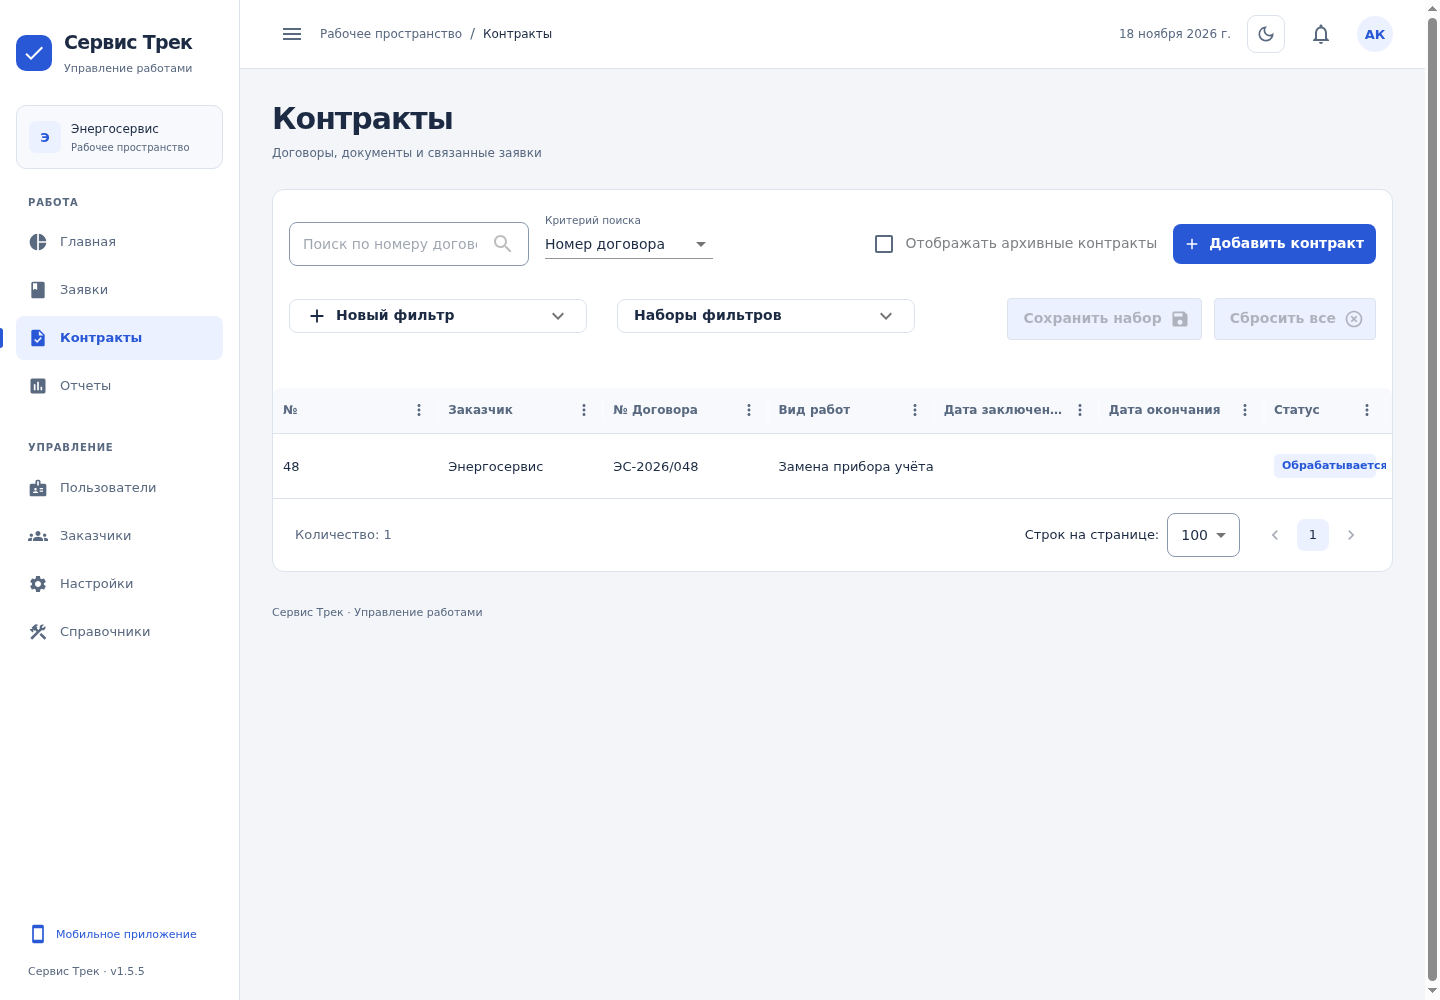 Сервис Трек
Управление работами
Э
Энергосервис
Рабочее пространство
РАБОТА
Главная
Заявки
Контракты
Отчеты
УПРАВЛЕНИЕ
Пользователи
Заказчики
Настройки
Справочники
Мобильное приложение
Сервис Трек · v1.5.5
Рабочее пространство / Контракты
18 ноября 2026 г.
АК
Контракты
Договоры, документы и связанные заявки
Поиск по номеру догов
Критерий поиска
Номер договора
Отображать архивные контракты
Добавить контракт
Новый фильтр
Наборы фильтров
Сохранить набор
Сбросить все
№ Заказчик № Договора Вид работ Дата заключен... Дата окончания Статус
48 Энергосервис ЭС-2026/048 Замена прибора учёта Обрабатывается
Количество: 1
Строк на странице: 100 1
Сервис Трек · Управление работами